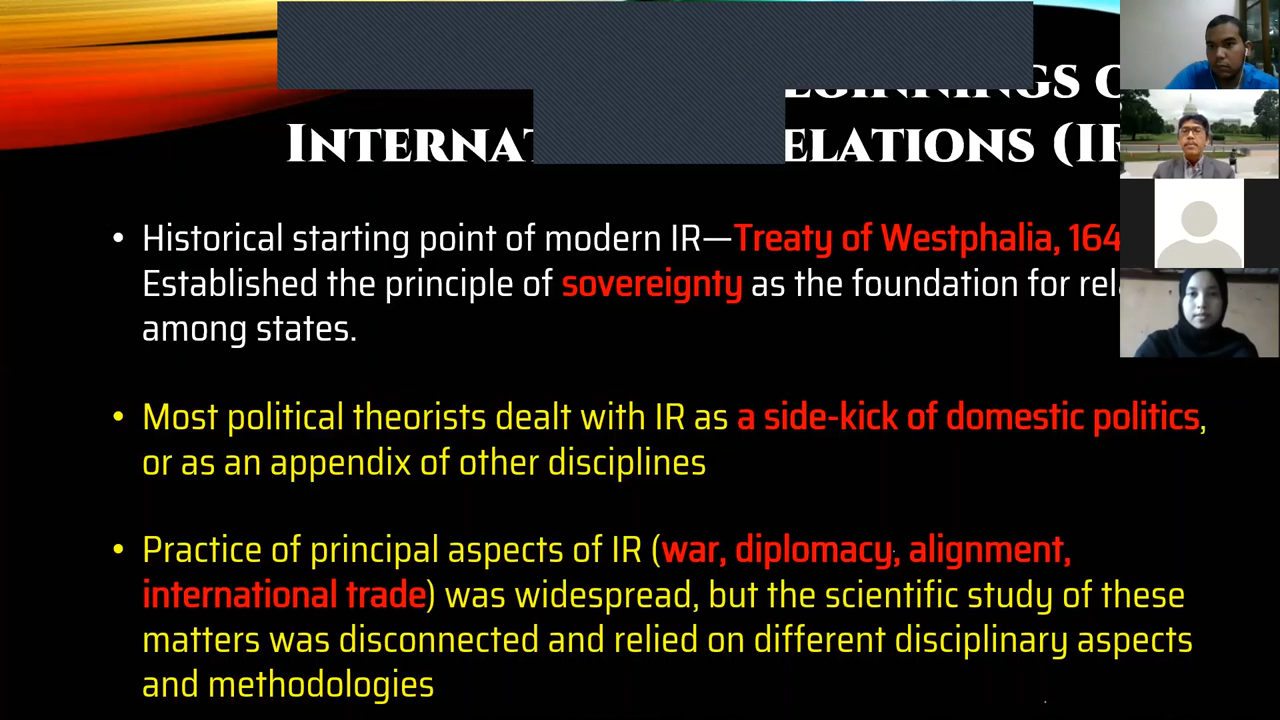 INTERNAT ELATIONS (IR
• Historical starting point of modern IR—Treaty of Westphalia, 164
Established the principle of sovereignty as the foundation for rel
among states.
• Most political theorists dealt with IR as a side-kick of domestic politics,
or as an appendix of other disciplines
• Practice of principal aspects of IR (war, diplomacy, alignment,
international trade) was widespread, but the scientific study of these
matters was disconnected and relied on different disciplinary aspects
and methodologies